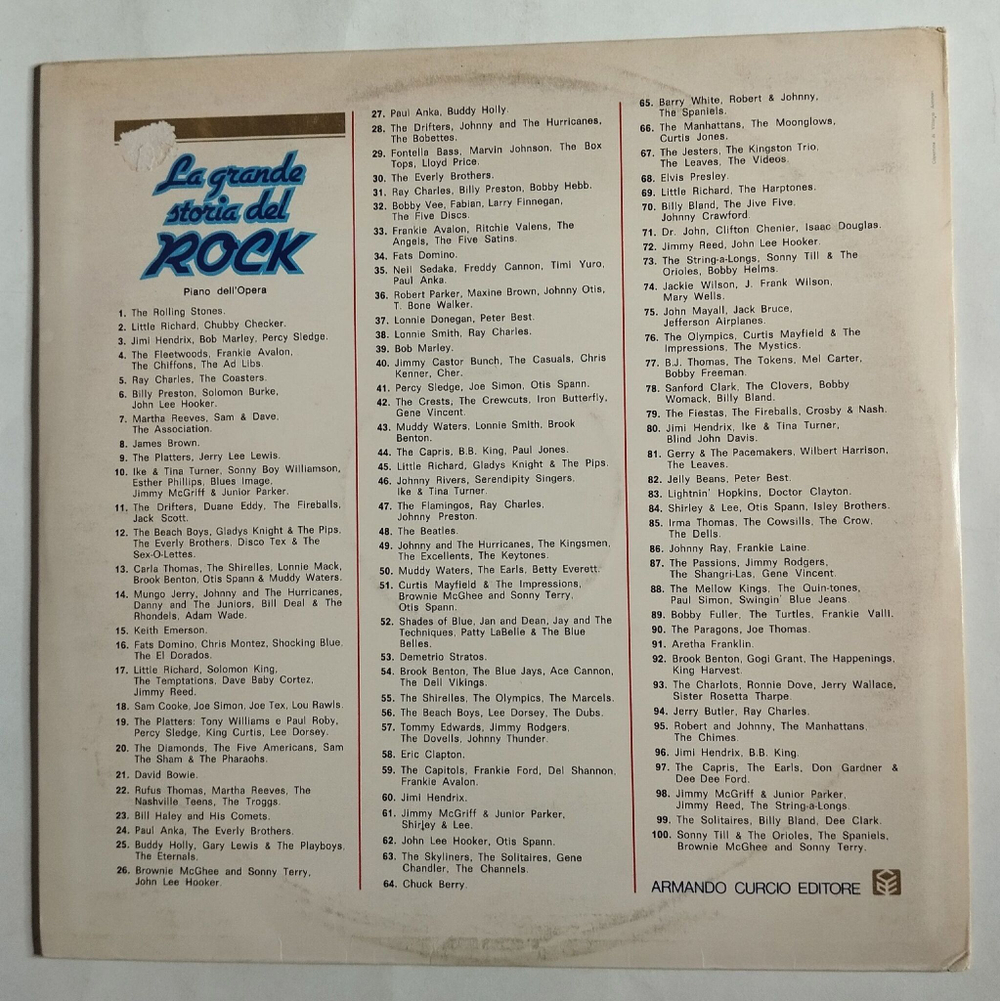 La grande
storia del
ROCK
Piano dell'Opera
1. The Rolling Stones.
2. Little Richard, Chubby Checker.
3. Jimi Hendrix, Bob Marley, Percy Sledge.
4. The Fleetwoods, Frankie Avalon,
The Chiffons, The Ad Libs.
5. Ray Charles, The Coasters.
6. Billy Preston, Solomon Burke,
John Lee Hooker.
7. Martha Reeves, Sam & Dave.
The Association.
8. James Brown.
9. The Platters, Jerry Lee Lewis.
10. Ike & Tina Turner, Sonny Boy Williamson,
Esther Phillips, Blues Image,
Jimmy McGriff & Junior Parker.
11. The Drifters, Duane Eddy, The Fireballs,
Jack Scott.
12. The Beach Boys, Gladys Knight & The Pips.
The Everly Brothers, Disco Tex & The
Sex-O-Lettes.
13. Carla Thomas, The Shirelles, Lonnie Mack,
Brook Benton, Otis Spann & Muddy Waters.
14. Mungo Jerry, Johnny and The Hurricanes,
Danny and The Juniors, Bill Deal & The
Rhondels, Adam Wade.
15. Keith Emerson.
16. Fats Domino, Chris Montez, Shocking Blue,
The El Dorados.
17. Little Richard, Solomon King,
The Temptations, Dave Baby Cortez,
Jimmy Reed.
18. Sam Cooke, Joe Simon, Joe Tex, Lou Rawls.
19. The Platters: Tony Williams e Paul Roby,
Percy Sledge, King Curtis, Lee Dorsey.
20. The Diamonds, The Five Americans, Sam
The Sham & The Pharaohs.
21. David Bowie.
22. Rufus Thomas, Martha Reeves, The
Nashville Teens, The Troggs.
23. Bill Haley and His Comets.
24. Paul Anka, The Everly Brothers.
25. Buddy Holly, Gary Lewis & The Playboys,
The Eternals.
26. Brownie McGhee and Sonny Terry,
John Lee Hooker.
27. Paul Anka, Buddy Holly.
28. The Drifters, Johnny and The Hurricanes,
The Bobettes.
29. Fontella Bass, Marvin Johnson, The Box
Tops, Lloyd Price.
30. The Everly Brothers.
31. Ray Charles, Billy Preston, Bobby Hebb.
32. Bobby Vee, Fabian, Larry Finnegan,
The Five Discs.
33. Frankie Avalon, Ritchie Valens, The
Angels, The Five Satins.
34. Fats Domino.
35. Neil Sedaka, Freddy Cannon, Timi Yuro,
Paul Anka.
36. Robert Parker, Maxine Brown, Johnny Otis,
T. Bone Walker.
37. Lonnie Donegan, Peter Best.
38. Lonnie Smith, Ray Charles.
39. Bob Marley.
40. Jimmy Castor Bunch, The Casuals, Chris
Kenner, Cher.
41. Percy Sledge, Joe Simon, Otis Spann.
42. The Crests, The Crewcuts, Iron Butterfly,
Gene Vincent.
43. Muddy Waters, Lonnie Smith, Brook
Benton.
44. The Capris, B.B. King, Paul Jones.
45. Little Richard, Gladys Knight & The Pips.
46. Johnny Rivers, Serendipity Singers,
Ike & Tina Turner.
47. The Flamingos, Ray Charles,
Johnny Preston.
48. The Beatles.
49. Johnny and The Hurricanes, The Kingsmen,
The Excellents, The Keytones.
50. Muddy Waters, The Earls, Betty Everett.
51. Curtis Mayfield & The Impressions,
Brownie McGhee and Sonny Terry,
Otis Spann.
52. Shades of Blue, Jan and Dean, Jay and The
Techniques, Patty LaBelle & The Blue
Belles.
53. Demetrio Stratos.
54. Brook Benton, The Blue Jays, Ace Cannon,
The Dell Vikings.
55. The Shirelles, The Olympics, The Marcels.
56. The Beach Boys, Lee Dorsey, The Dubs.
57. Tommy Edwards, Jimmy Rodgers,
The Dovells, Johnny Thunder.
58. Eric Clapton.
59. The Capitols, Frankie Ford, Del Shannon,
Frankie Avalon.
60. Jimi Hendrix.
61. Jimmy McGriff & Junior Parker,
Shirley & Lee.
62. John Lee Hooker, Otis Spann.
63. The Skyliners, The Solitaires, Gene
Chandler, The Channels.
64. Chuck Berry.
65. Barry White, Robert & Johnny,
The Spaniels.
66. The Manhattans, The Moonglows,
Curtis Jones.
67. The Jesters, The Kingston Trio,
The Leaves, The Videos.
68. Elvis Presley.
69. Little Richard, The Harptones.
70. Billy Bland, The Jive Five,
Johnny Crawford.
71. Dr. John, Clifton Chenier, Isaac Douglas.
72. Jimmy Reed, John Lee Hooker.
73. The String-a-Longs, Sonny Till & The
Orioles, Bobby Helms.
74. Jackie Wilson, J. Frank Wilson,
Mary Wells.
75. John Mayall, Jack Bruce,
Jefferson Airplanes.
76. The Olympics, Curtis Mayfield & The
Impressions, The Mystics.
77. B.J. Thomas, The Tokens, Mel Carter,
Bobby Freeman.
78. Sanford Clark, The Clovers, Bobby
Womack, Billy Bland.
79. The Fiestas, The Fireballs, Crosby & Nash.
80. Jimi Hendrix, Ike & Tina Turner,
Blind John Davis.
81. Gerry & The Pacemakers, Wilbert Harrison,
The Leaves.
82. Jelly Beans, Peter Best.
83. Lightnin' Hopkins, Doctor Clayton.
84. Shirley & Lee, Otis Spann, Isley Brothers.
85. Irma Thomas, The Cowsills, The Crow,
The Dells.
86. Johnny Ray, Frankie Laine.
87. The Passions, Jimmy Rodgers,
The Shangri-Las, Gene Vincent.
88. The Mellow Kings, The Quin-tones,
Paul Simon, Swingin' Blue Jeans.
89. Bobby Fuller, The Turtles, Frankie Valli.
90. The Paragons, Joe Thomas.
91. Aretha Franklin.
92. Brook Benton, Gogi Grant, The Happenings,
King Harvest.
93. The Charlots, Ronnie Dove, Jerry Wallace,
Sister Rosetta Tharpe.
94. Jerry Butler, Ray Charles.
95. Robert and Johnny, The Manhattans,
The Chimes.
96. Jimi Hendrix, B.B. King.
97. The Capris, The Earls, Don Gardner &
Dee Dee Ford.
98. Jimmy McGriff & Junior Parker,
Jimmy Reed, The String-a-Longs.
99. The Solitaires, Billy Bland, Dee Clark.
100. Sonny Till & The Orioles, The Spaniels,
Brownie McGhee and Sonny Terry.
ARMANDO CURCIO EDITORE